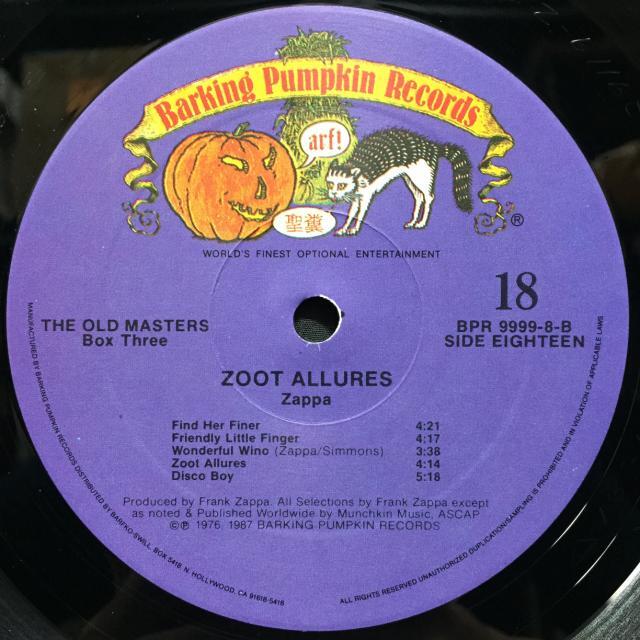 Barking Pumpkin Records
arf!
聖糞
®
WORLD'S FINEST OPTIONAL ENTERTAINMENT
18
THE OLD MASTERS
Box Three
BPR 9999-8-B
SIDE EIGHTEEN
ZOOT ALLURES
Zappa
Find Her Finer 4:21
Friendly Little Finger 4:17
Wonderful Wino (Zappa/Simmons) 3:38
Zoot Allures 4:14
Disco Boy 5:18
Produced by Frank Zappa. All Selections by Frank Zappa except
as noted & Published Worldwide by Munchkin Music, ASCAP
©℗ 1976, 1987 BARKING PUMPKIN RECORDS
MANUFACTURED BY BARKING PUMPKIN RECORDS DISTRIBUTED BY BARFKO-SWILL, BOX 5418, N. HOLLYWOOD, CA 91616-5418
ALL RIGHTS RESERVED UNAUTHORIZED DUPLICATION/SAMPLING IS PROHIBITED AND IN VIOLATION OF APPLICABLE LAWS